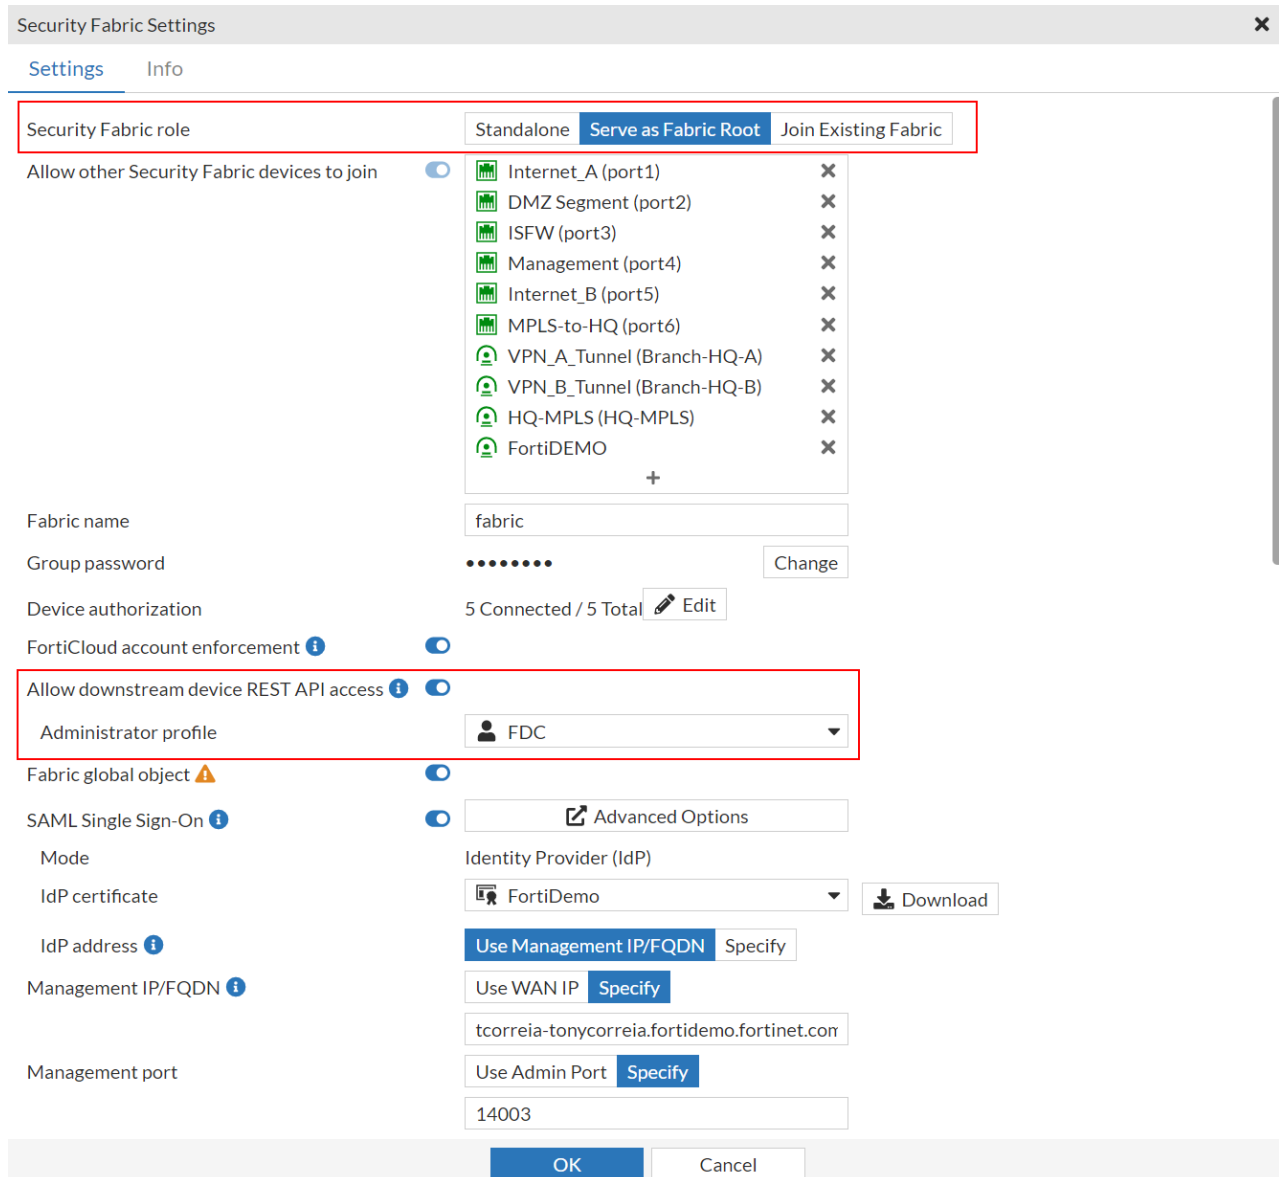 Security Fabric Settings
Settings Info
Security Fabric role Standalone Serve as Fabric Root Join Existing Fabric
Allow other Security Fabric devices to join Internet_A (port1)
DMZ Segment (port2)
ISFW (port3)
Management (port4)
Internet_B (port5)
MPLS-to-HQ (port6)
VPN_A_Tunnel (Branch-HQ-A)
VPN_B_Tunnel (Branch-HQ-B)
HQ-MPLS (HQ-MPLS)
FortiDEMO
+
Fabric name fabric
Group password •••••••• Change
Device authorization 5 Connected / 5 Total Edit
FortiCloud account enforcement
Allow downstream device REST API access
Administrator profile FDC
Fabric global object
SAML Single Sign-On Advanced Options
Mode Identity Provider (IdP)
IdP certificate FortiDemo Download
IdP address Use Management IP/FQDN Specify
Management IP/FQDN Use WAN IP Specify
tcorreia-tonycorreia.fortidemo.fortinet.com
Management port Use Admin Port Specify
14003
OK Cancel